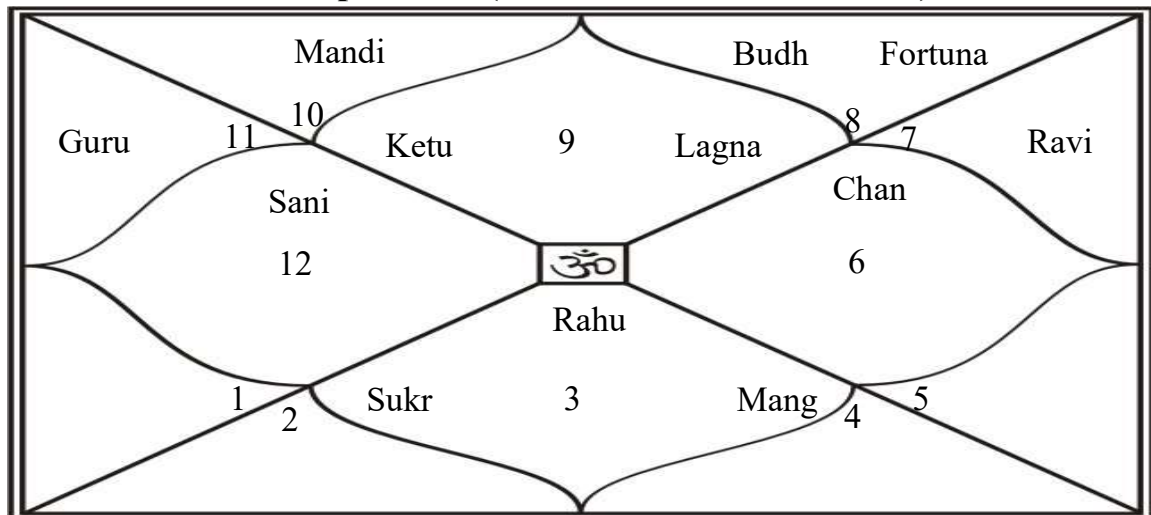 Mandi Budh Fortuna
10 8
Guru 11 Ketu 9 Lagna 7 Ravi
Sani Chan
12 ॐ 6
Rahu
1 Sukr 3 Mang 5
2 4